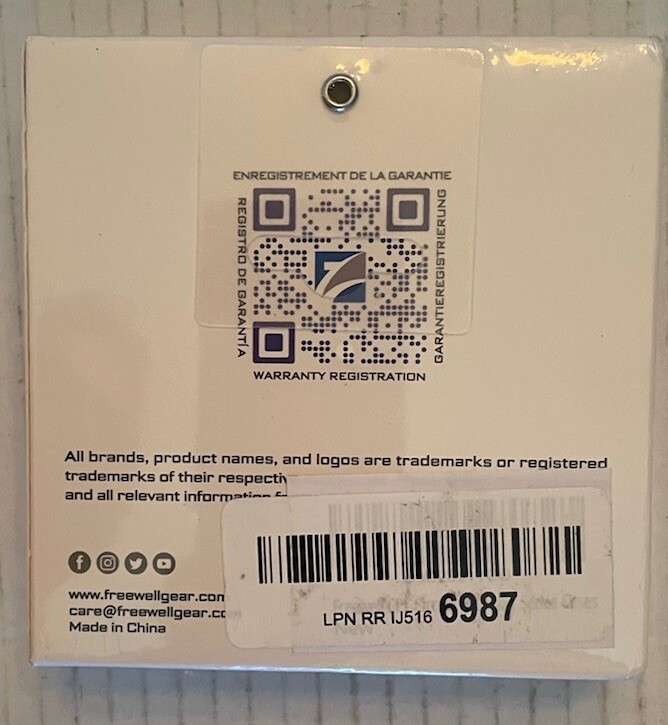 ENREGISTREMENT DE LA GARANTIE
REGISTRO DE GARANTÍA
GARANTIEREGISTRIERUNG
WARRANTY REGISTRATION
All brands, product names, and logos are trademarks or registered
trademarks of their
and all relevant
www.freewellgear.com
care@freewellgear.co
Made in China
LPN RR IJ516 6987